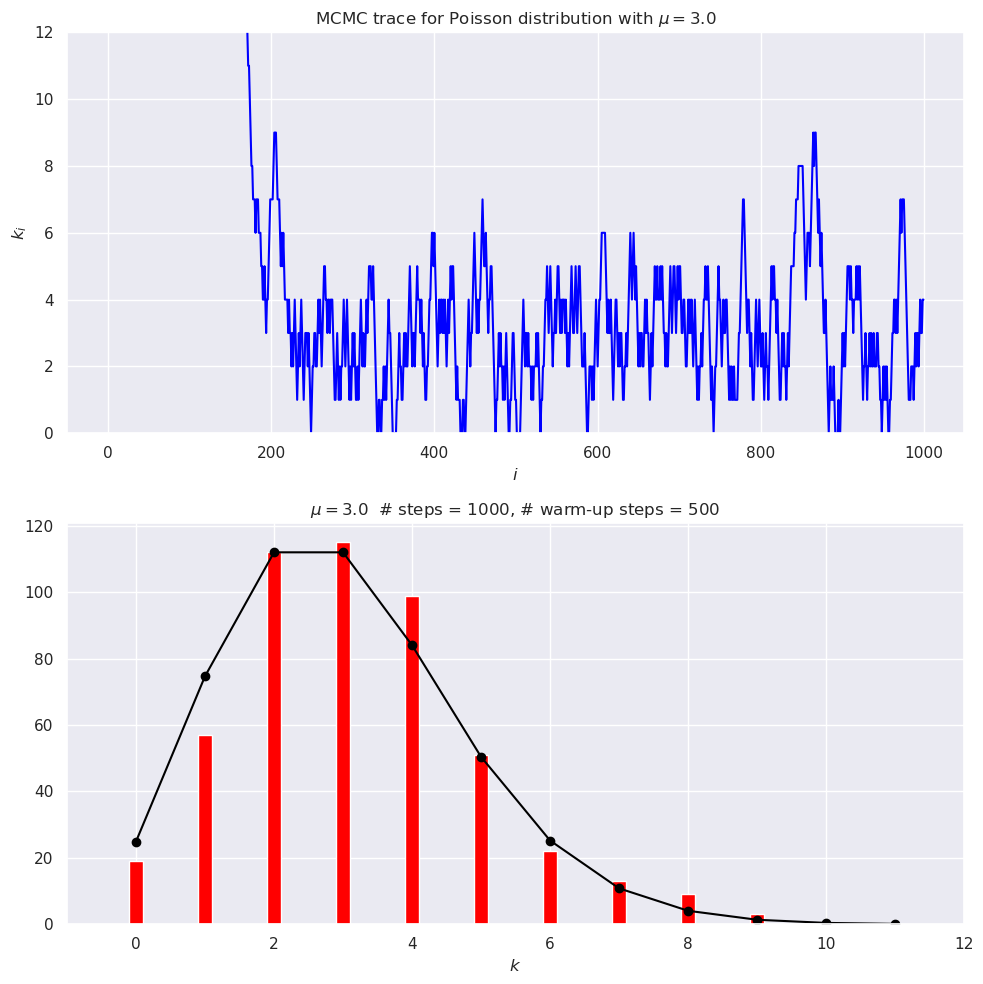 MCMC trace for Poisson distribution with μ = 3.0
12
10
8
6
4
2
0
k_i
0 200 400 600 800 1000
i
μ = 3.0 # steps = 1000, # warm-up steps = 500
120
100
80
60
40
20
0
0 2 4 6 8 10 12
k